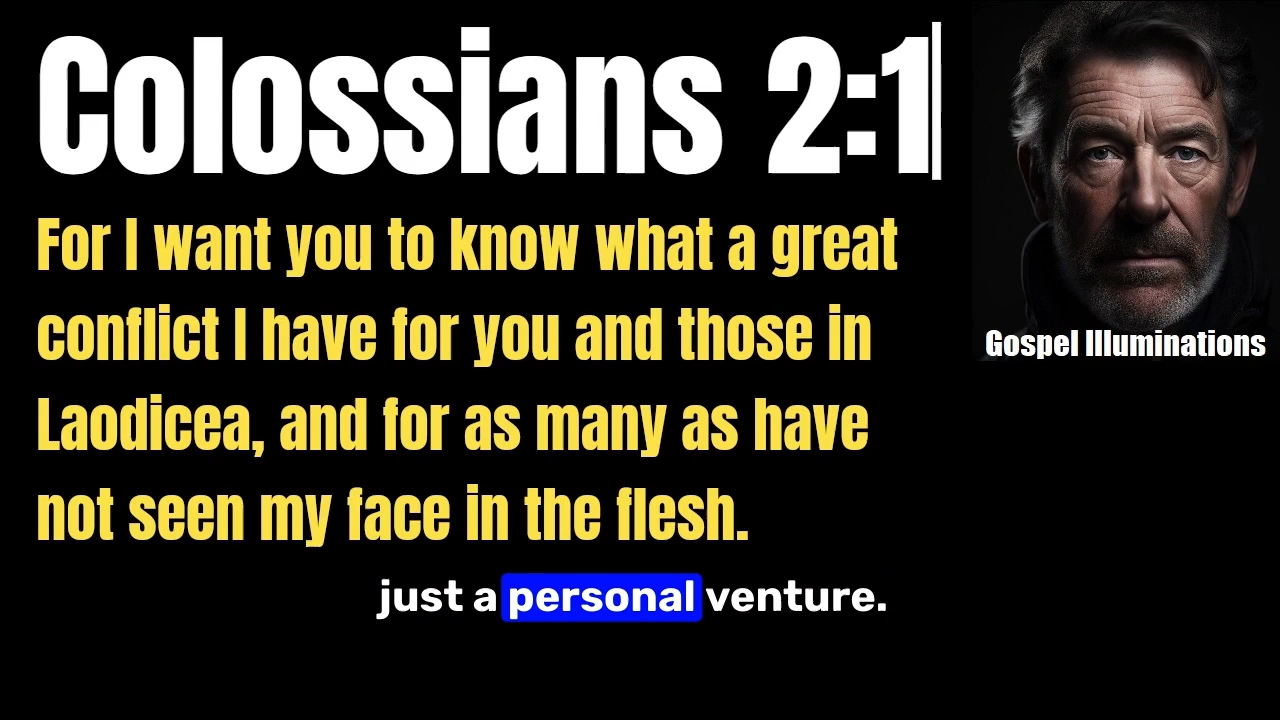 Colossians 2:1
For I want you to know what a great
conflict I have for you and those in
Laodicea, and for as many as have
not seen my face in the flesh.
Gospel Illuminations
just a personal venture.